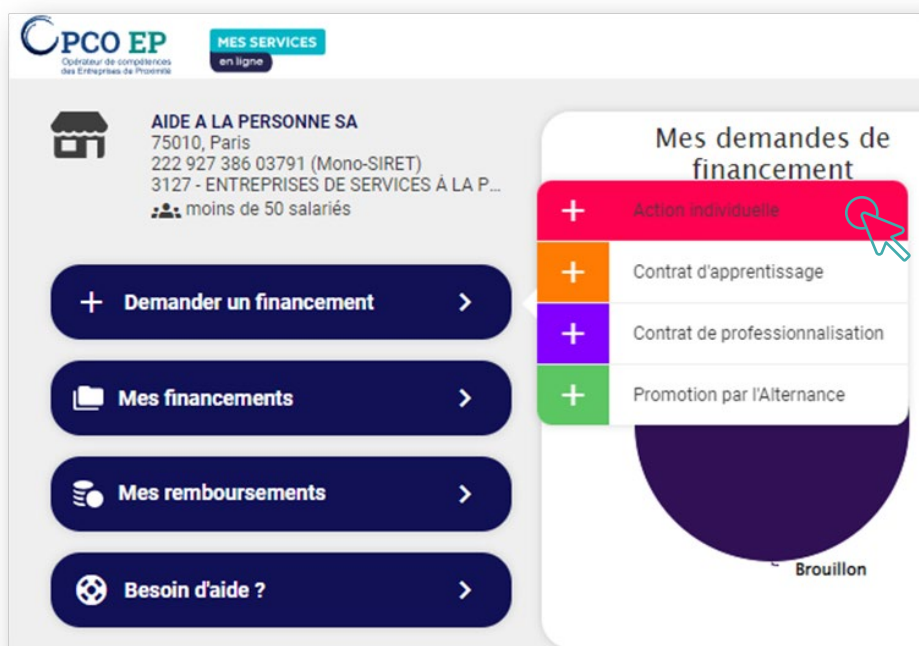 OPCO EP
Opérateur de compétences
des Entreprises de Proximité
MES SERVICES
en ligne
AIDE A LA PERSONNE SA
75010, Paris
222 927 386 03791 (Mono-SIRET)
3127 - ENTREPRISES DE SERVICES À LA P...
moins de 50 salariés
Demander un financement
Mes financements
Mes remboursements
Besoin d'aide ?
Mes demandes de
financement
Action individuelle
Contrat d'apprentissage
Contrat de professionnalisation
Promotion par l'Alternance
Brouillon